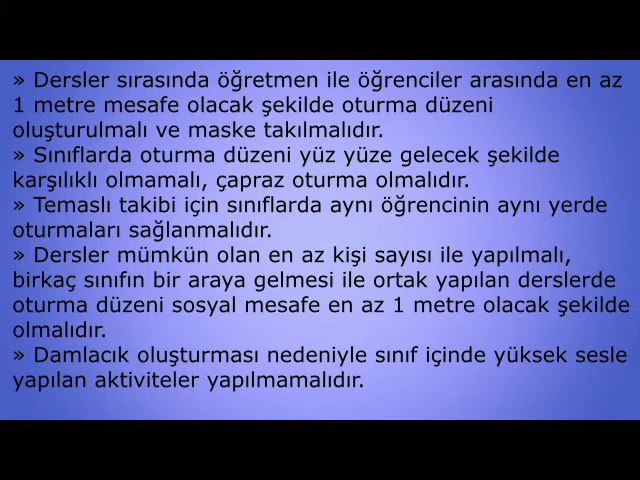 » Dersler sırasında öğretmen ile öğrenciler arasında en az
1 metre mesafe olacak şekilde oturma düzeni
oluşturulmalı ve maske takılmalıdır.
» Sınıflarda oturma düzeni yüz yüze gelecek şekilde
karşılıklı olmamalı, çapraz oturma olmalıdır.
» Temaslı takibi için sınıflarda aynı öğrencinin aynı yerde
oturmaları sağlanmalıdır.
» Dersler mümkün olan en az kişi sayısı ile yapılmalı,
birkaç sınıfın bir araya gelmesi ile ortak yapılan derslerde
oturma düzeni sosyal mesafe en az 1 metre olacak şekilde
olmalıdır.
» Damlacık oluşturması nedeniyle sınıf içinde yüksek sesle
yapılan aktiviteler yapılmamalıdır.